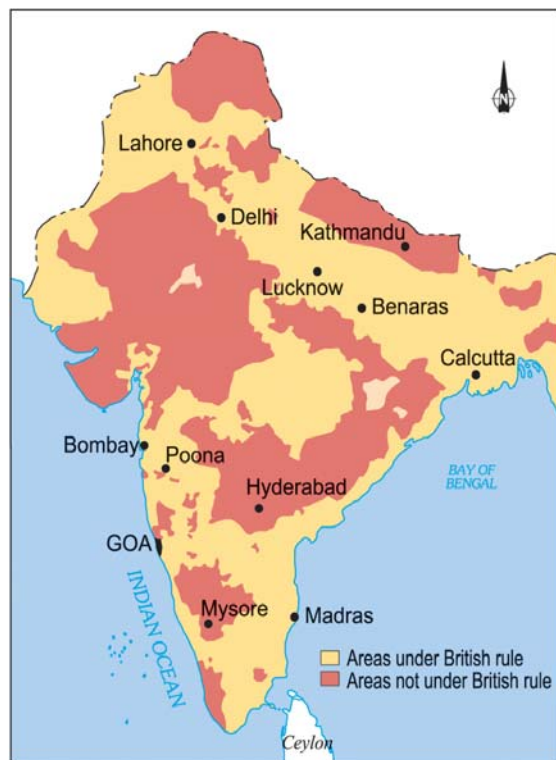 N
Lahore
Delhi
Kathmandu
Lucknow
Benaras
Calcutta
Bombay
Poona
BAY OF
BENGAL
Hyderabad
GOA
INDIAN OCEAN
Mysore
Madras
Areas under British rule
Areas not under British rule
Ceylon